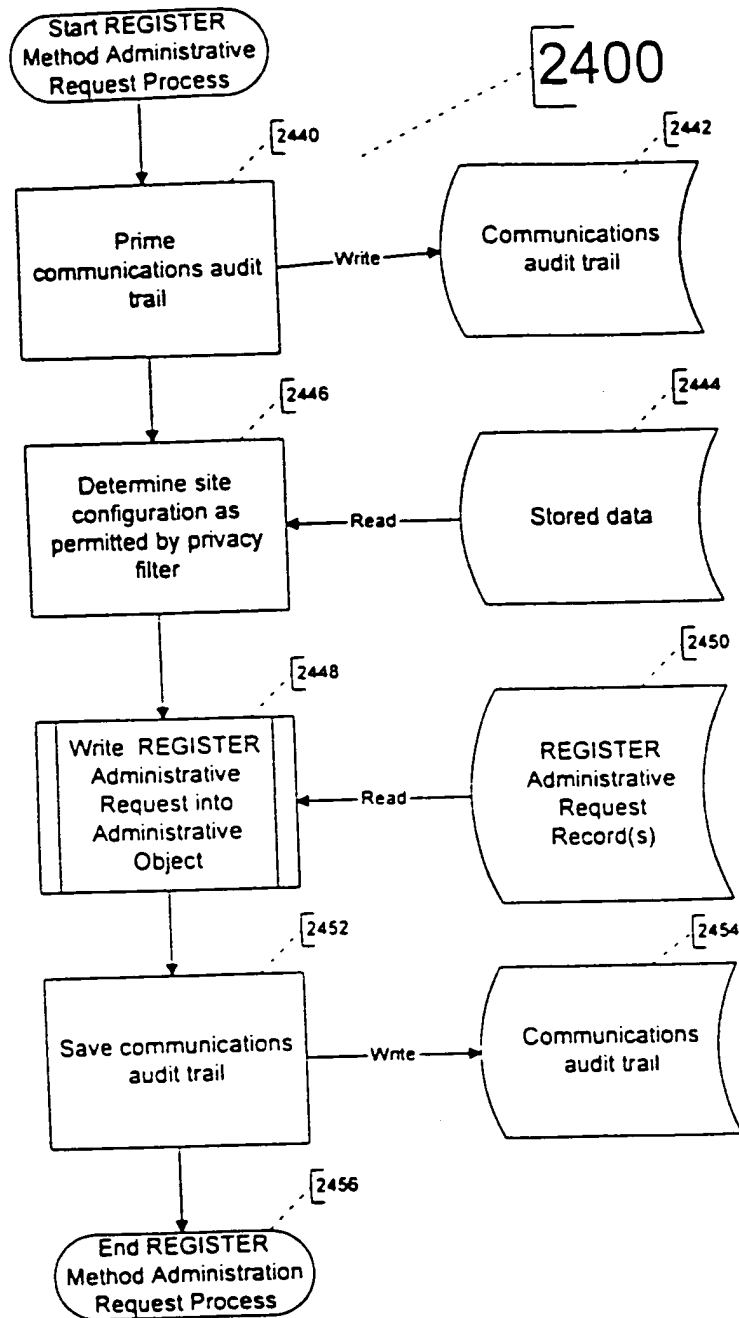 Start REGISTER
Method Administrative
Request Process
2400
2440
2442
Prime
communications audit
trail
Write
Communications
audit trail
2446
2444
Determine site
configuration as
permitted by privacy
filter
Read
Stored data
2448
2450
Write REGISTER
Administrative
Request into
Administrative
Object
Read
REGISTER
Administrative
Request
Record(s)
2452
2454
Save communications
audit trail
Write
Communications
audit trail
2456
End REGISTER
Method Administration
Request Process